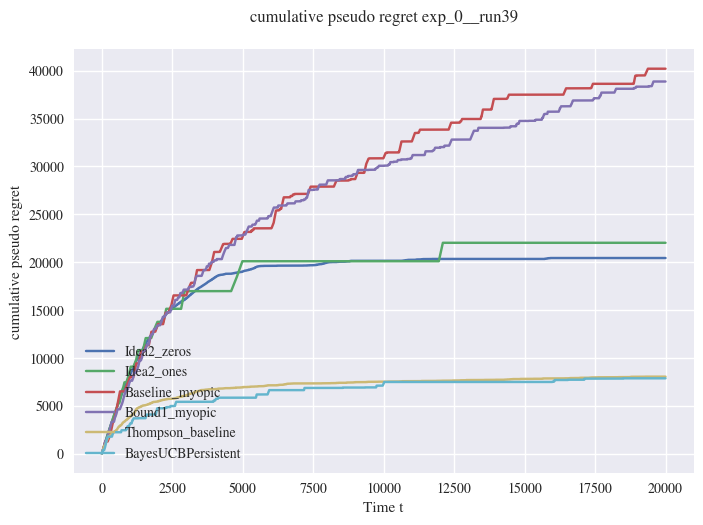 cumulative pseudo regret exp_0__run39
cumulative pseudo regret
40000
35000
30000
25000
20000
15000
10000
5000
0
Idea2_zeros
Idea2_ones
Baseline_myopic
Bound1_myopic
Thompson_baseline
BayesUCBPersistent
0 2500 5000 7500 10000 12500 15000 17500 20000
Time t